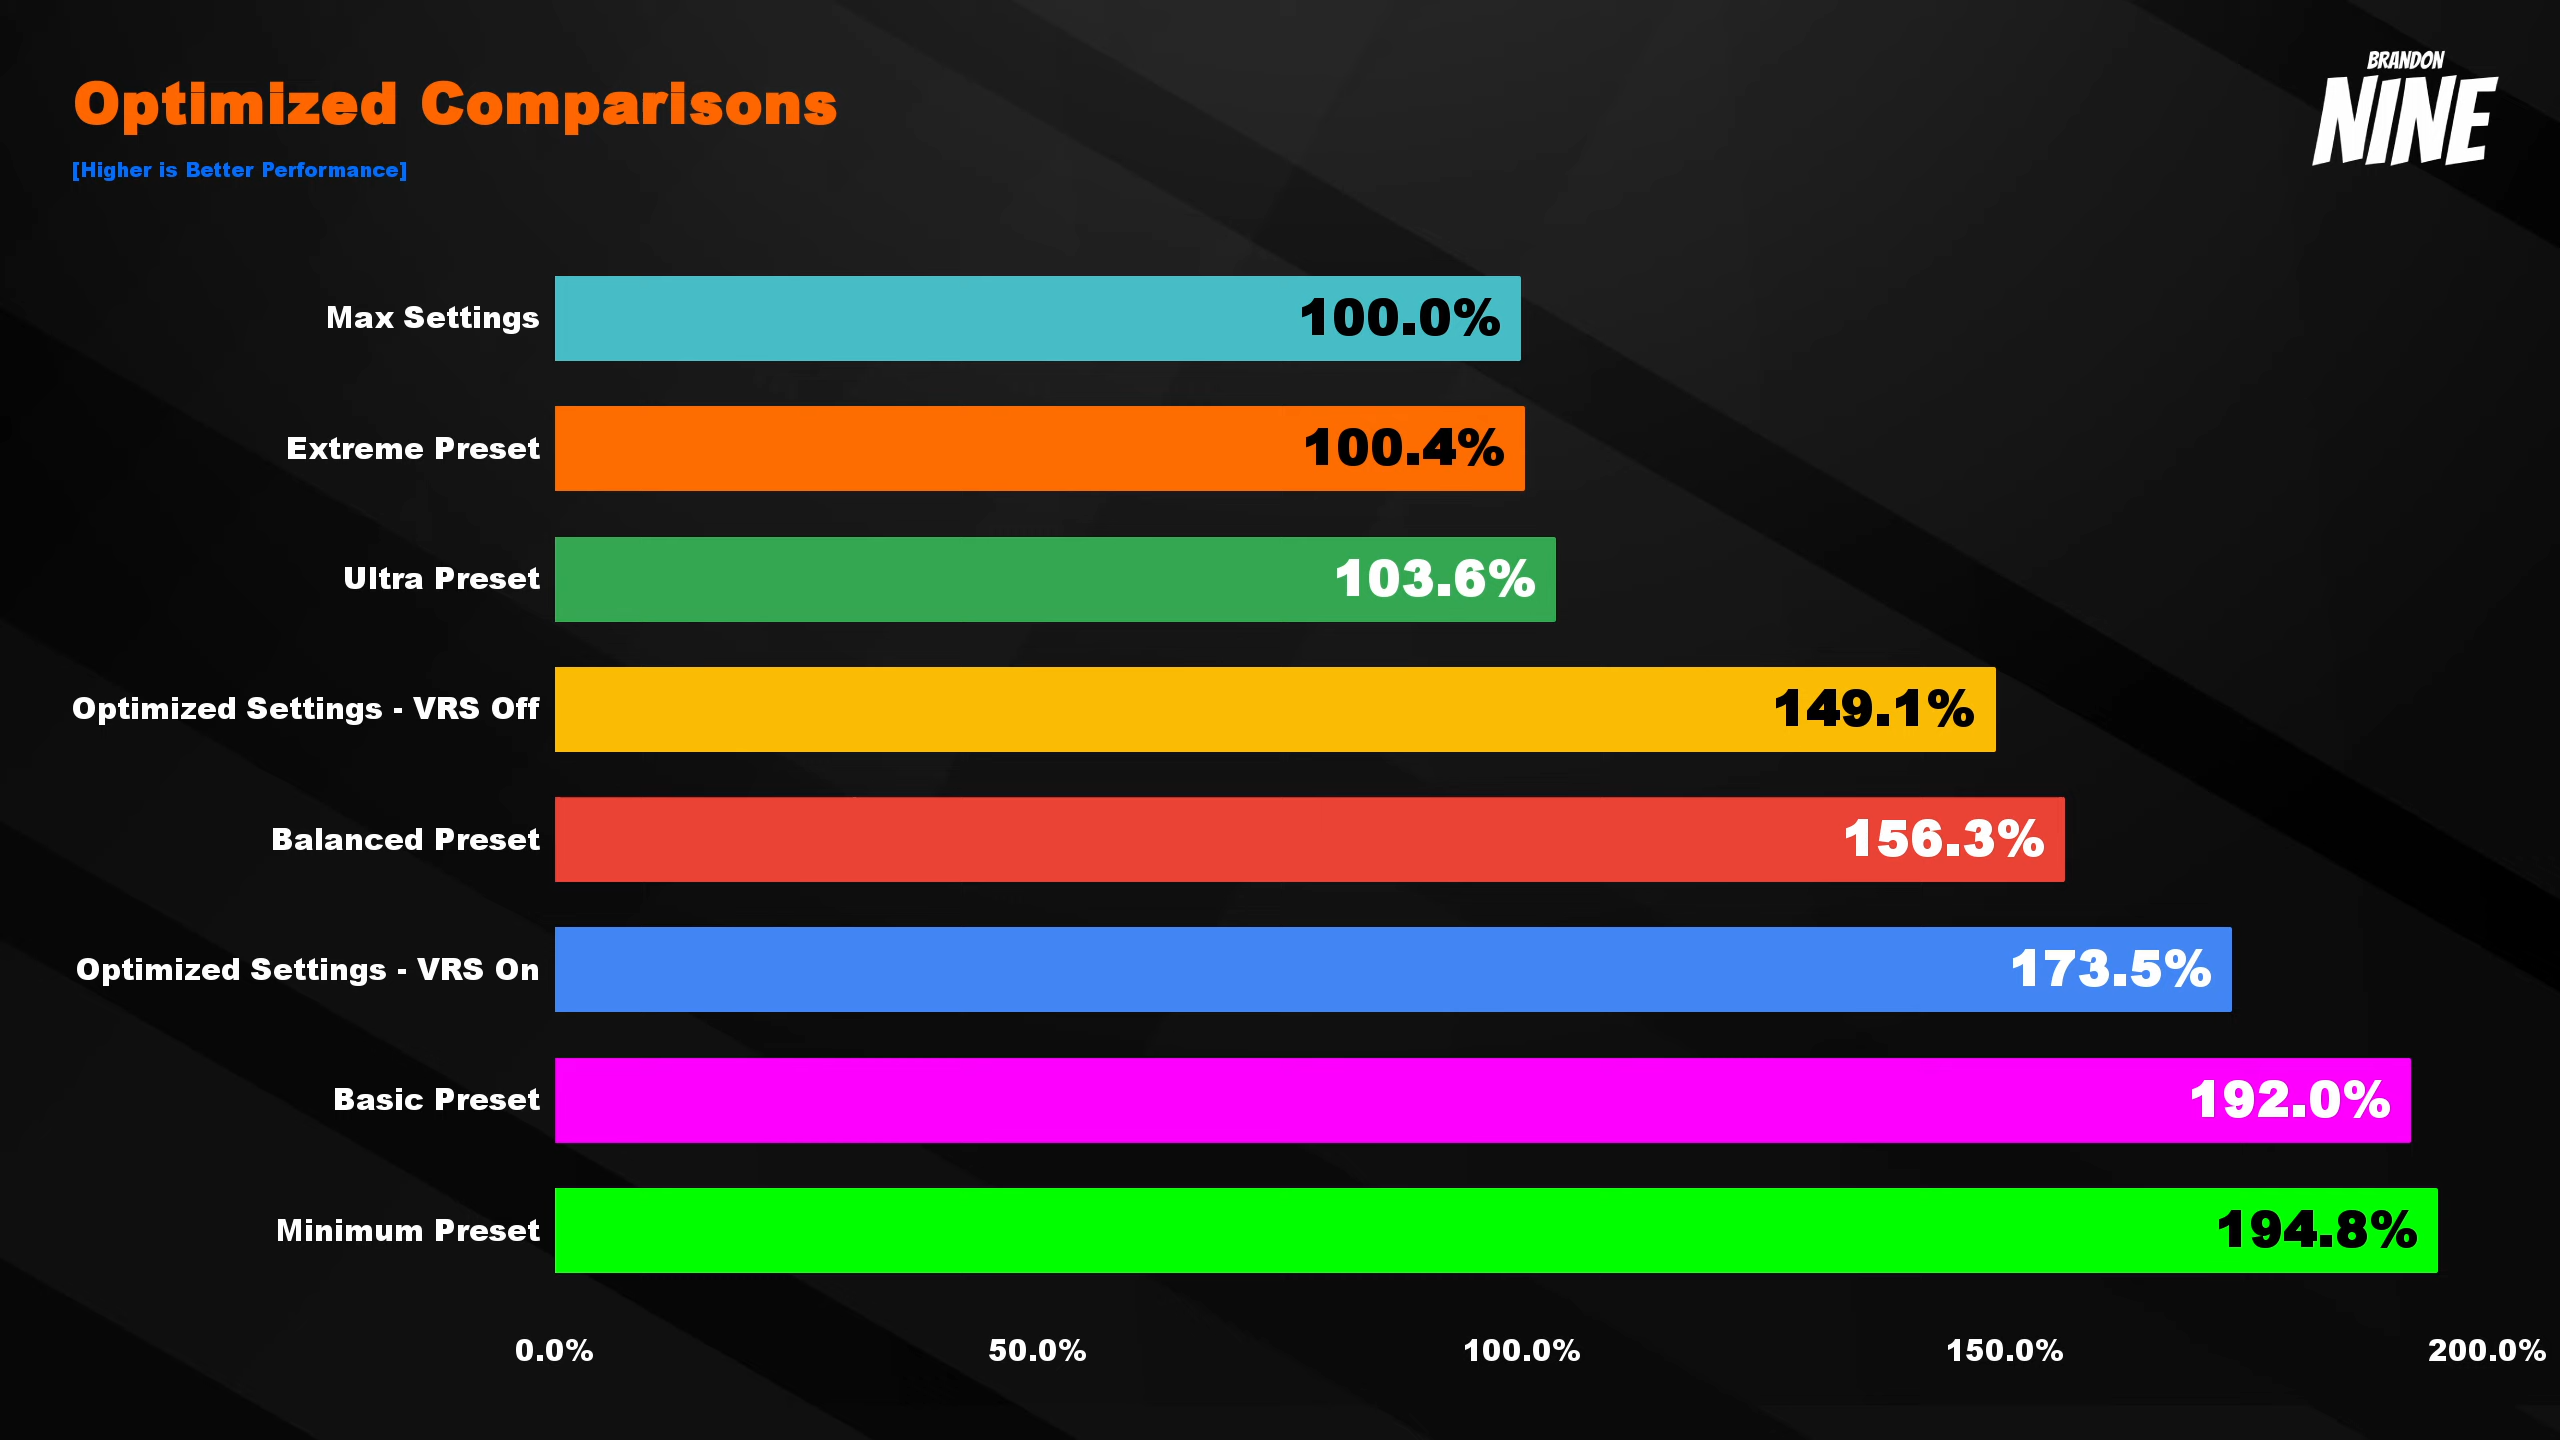 Optimized Comparisons
[Higher is Better Performance]
BRANDON
NINE
Max Settings 100.0%
Extreme Preset 100.4%
Ultra Preset 103.6%
Optimized Settings - VRS Off 149.1%
Balanced Preset 156.3%
Optimized Settings - VRS On 173.5%
Basic Preset 192.0%
Minimum Preset 194.8%
0.0% 50.0% 100.0% 150.0% 200.0%